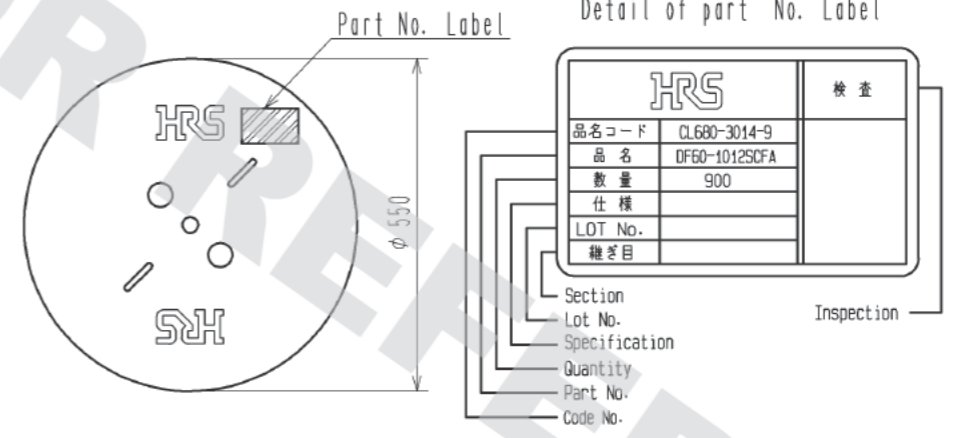 Part No. Label
Detail of part No. Label
HRS
φ550
HRS
HRS
検査
品名コード CL680-3014-9
品名 DF60-1012SCFA
数量 900
仕様
LOT No.
継ぎ目
Section
Lot No.
Specification
Quantity
Part No.
Code No.
Inspection
R REFE